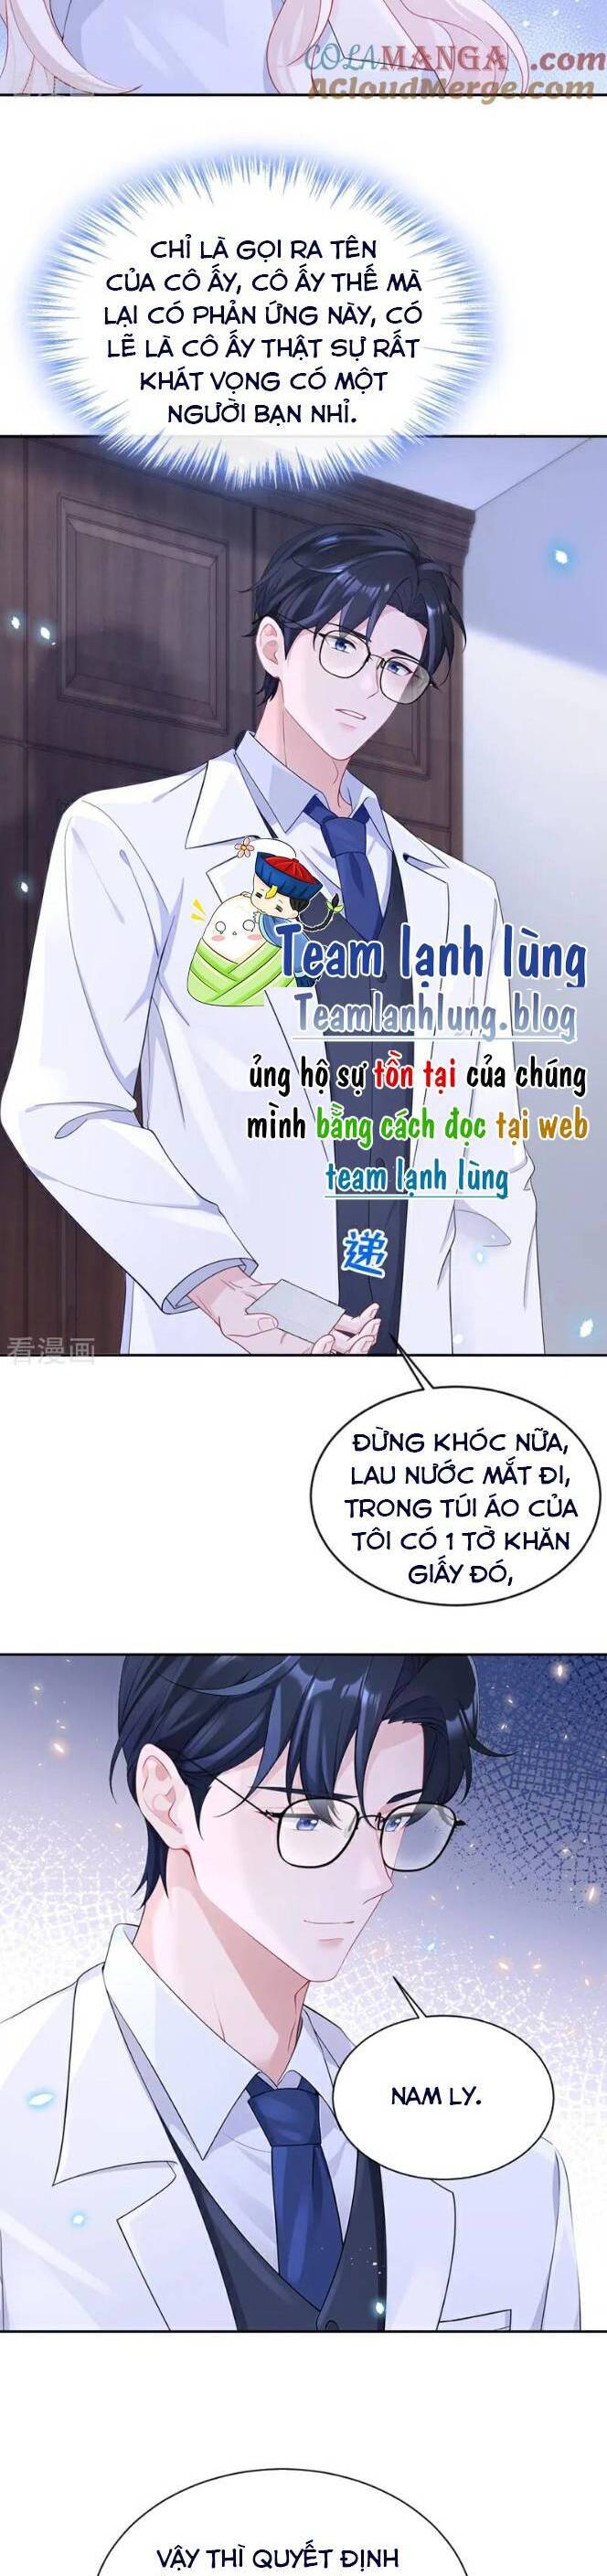 COLAMANGA.com
ACloudMerge.com
CHỈ LÀ GỌI RA TÊN
CỦA CÔ ẤY, CÔ ẤY THẾ MÀ
LẠI CÓ PHẢN ỨNG NÀY, CÓ
LẼ LÀ CÔ ẤY THẬT SỰ RẤT
KHÁT VỌNG CÓ MỘT
NGƯỜI BẠN NHỈ.
Team lạnh lùng
Teamlanhlung.blog
ủng hộ sự tồn tại của chúng
mình bằng cách đọc tại web
team lạnh lùng
递
看漫画
ĐỪNG KHÓC NỮA,
LAU NƯỚC MẮT ĐI,
TRONG TÚI ÁO CỦA
TÔI CÓ 1 TỜ KHĂN
GIẤY ĐÓ,
NAM LY.
VẬY THÌ QUYẾT ĐỊNH